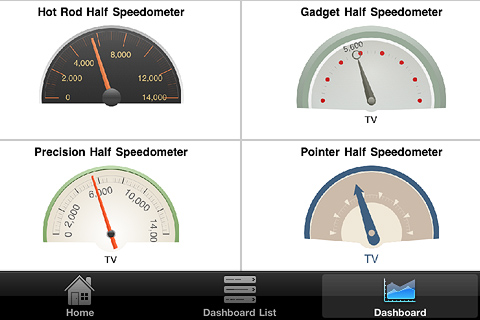 Hot Rod Half Speedometer
Gadget Half Speedometer
0
2,000
4,000
8,000
12,000
14,000
5,600
TV
Precision Half Speedometer
Pointer Half Speedometer
0
2,000
6,000
10,000
14,00
TV
TV
Home
Dashboard List
Dashboard